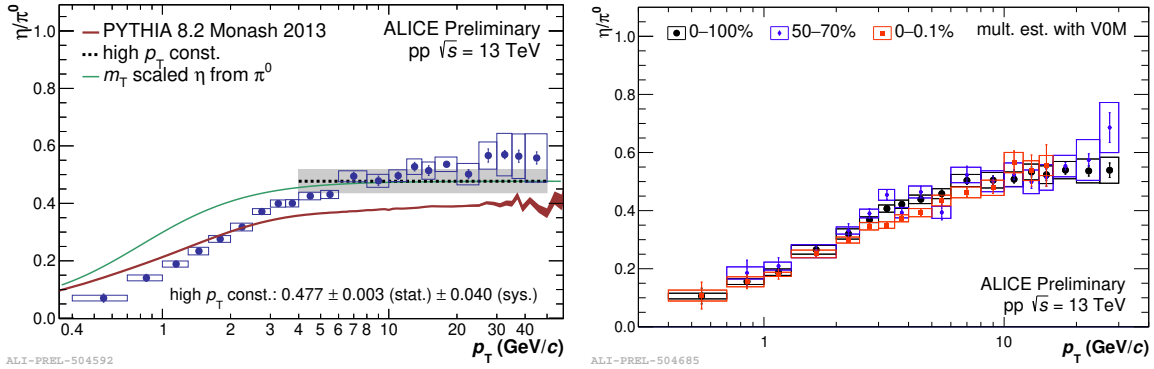 η/π⁰
1.0
0.8
0.6
0.4
0.2
0.0
PYTHIA 8.2 Monash 2013
high p_T const.
m_T scaled η from π⁰
ALICE Preliminary
pp √s = 13 TeV
high p_T const.: 0.477 ± 0.003 (stat.) ± 0.040 (sys.)
0.4 1 2 3 4 5 6 7 8 10 20 30 40
p_T (GeV/c)
ALI-PREL-504592
η/π⁰
1.0
0.8
0.6
0.4
0.2
0.0
0–100% 50–70% 0–0.1% mult. est. with V0M
ALICE Preliminary
pp √s = 13 TeV
1 10
p_T (GeV/c)
ALI-PREL-504685